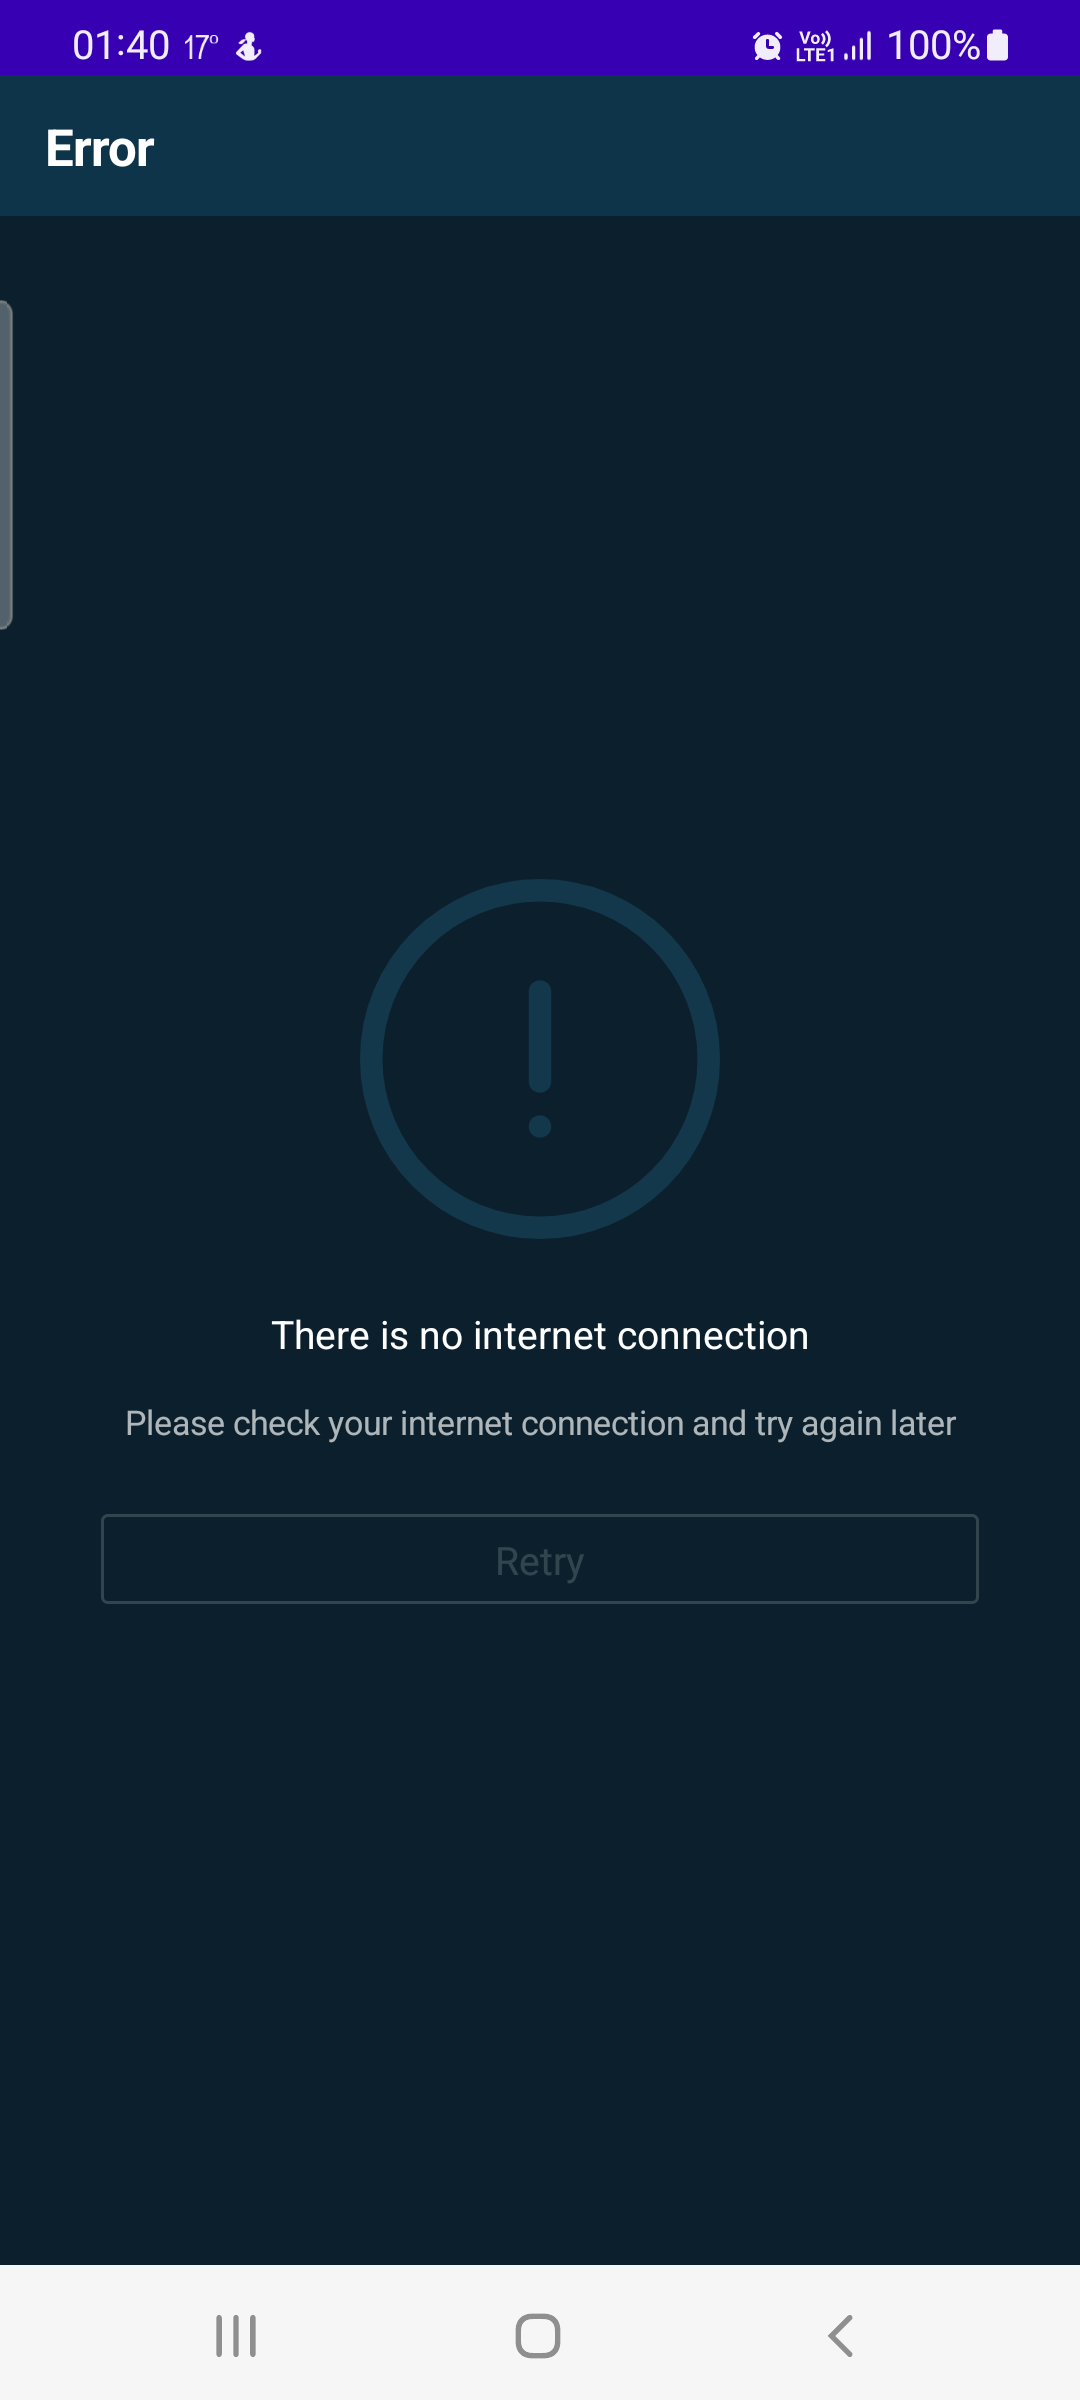 01:40 17° Vo)) LTE1 100%
Error
There is no internet connection
Please check your internet connection and try again later
Retry